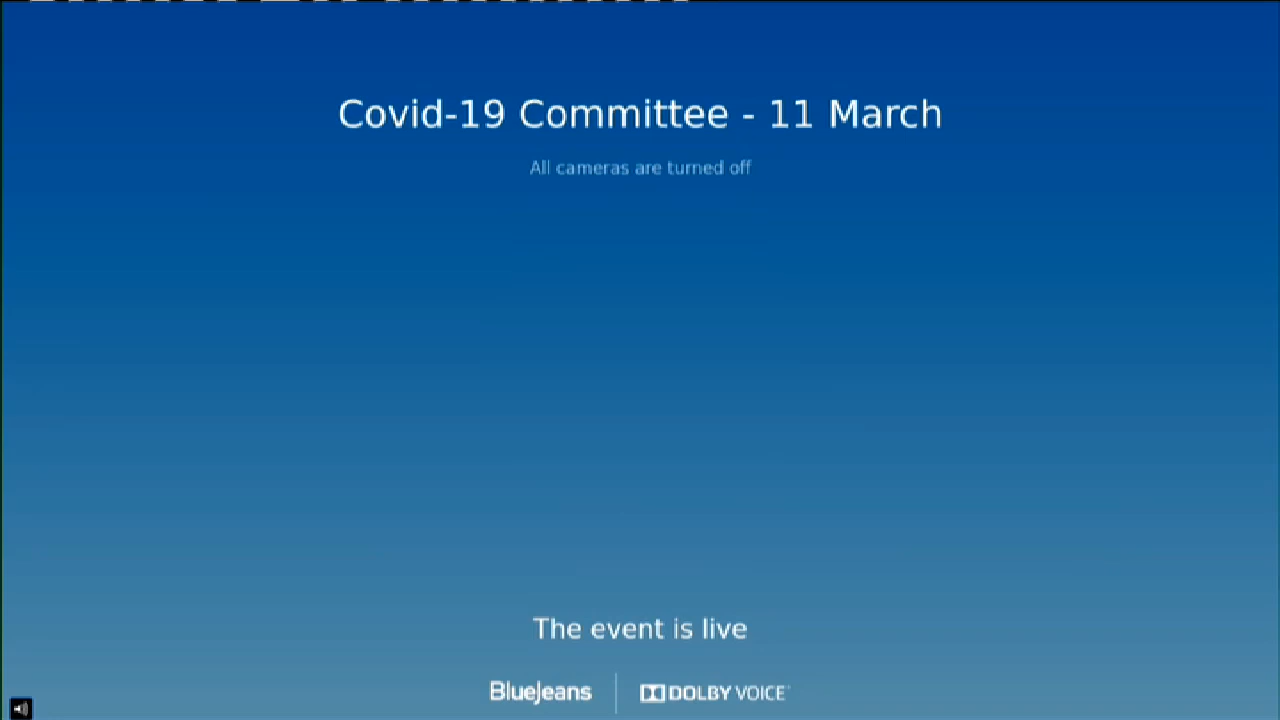 Covid-19 Committee - 11 March
All cameras are turned off
The event is live
BlueJeans
DOLBY VOICE